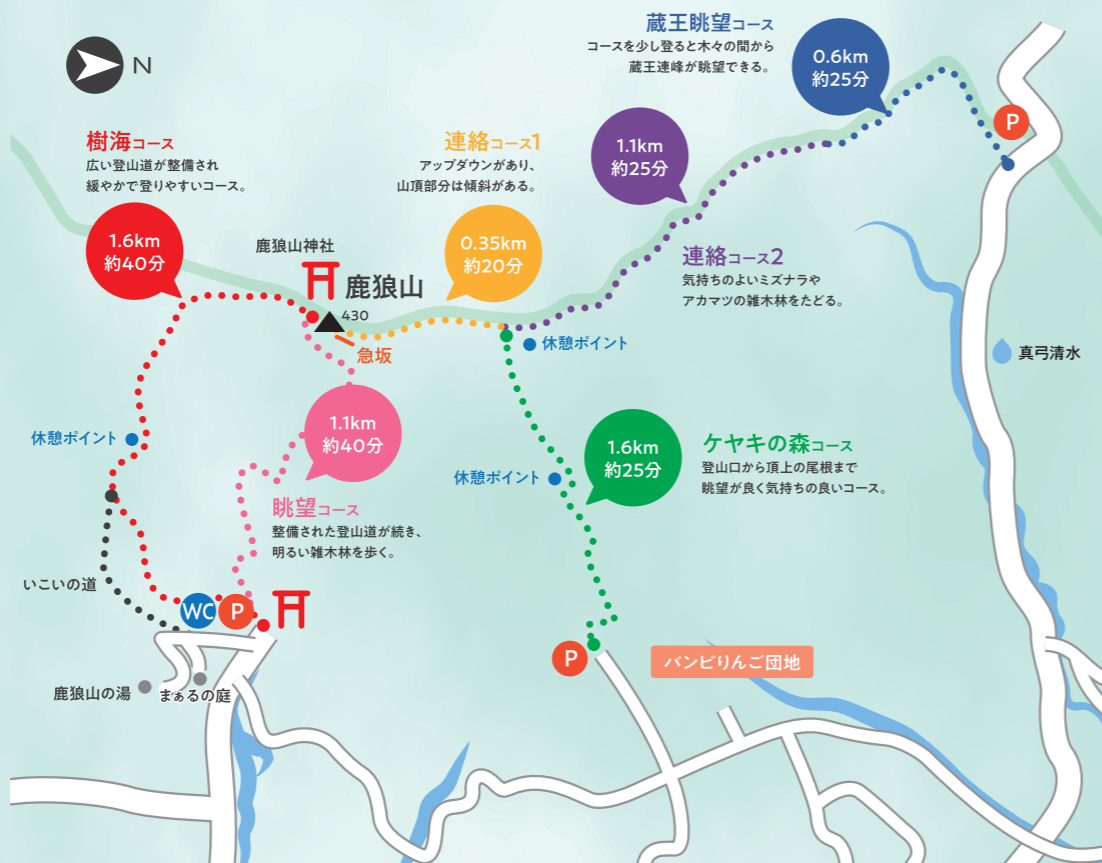 N
蔵王眺望コース
コースを少し登ると木々の間から
蔵王連峰が眺望できる。
0.6km
約25分
P
樹海コース
広い登山道が整備され
緩やかで登りやすいコース。
1.6km
約40分
連絡コース1
アップダウンがあり、
山頂部分は傾斜がある。
0.35km
約20分
1.1km
約25分
連絡コース2
気持ちのよいミズナラや
アカマツの雑木林をたどる。
鹿狼山神社
鹿狼山
430
急坂
休憩ポイント
真弓清水
休憩ポイント
1.1km
約40分
眺望コース
整備された登山道が続き、
明るい雑木林を歩く。
休憩ポイント
1.6km
約25分
ケヤキの森コース
登山口から頂上の尾根まで
眺望が良く気持ちの良いコース。
いこいの道
WC
P
P
バンビりんご団地
鹿狼山の湯
まぁるの庭